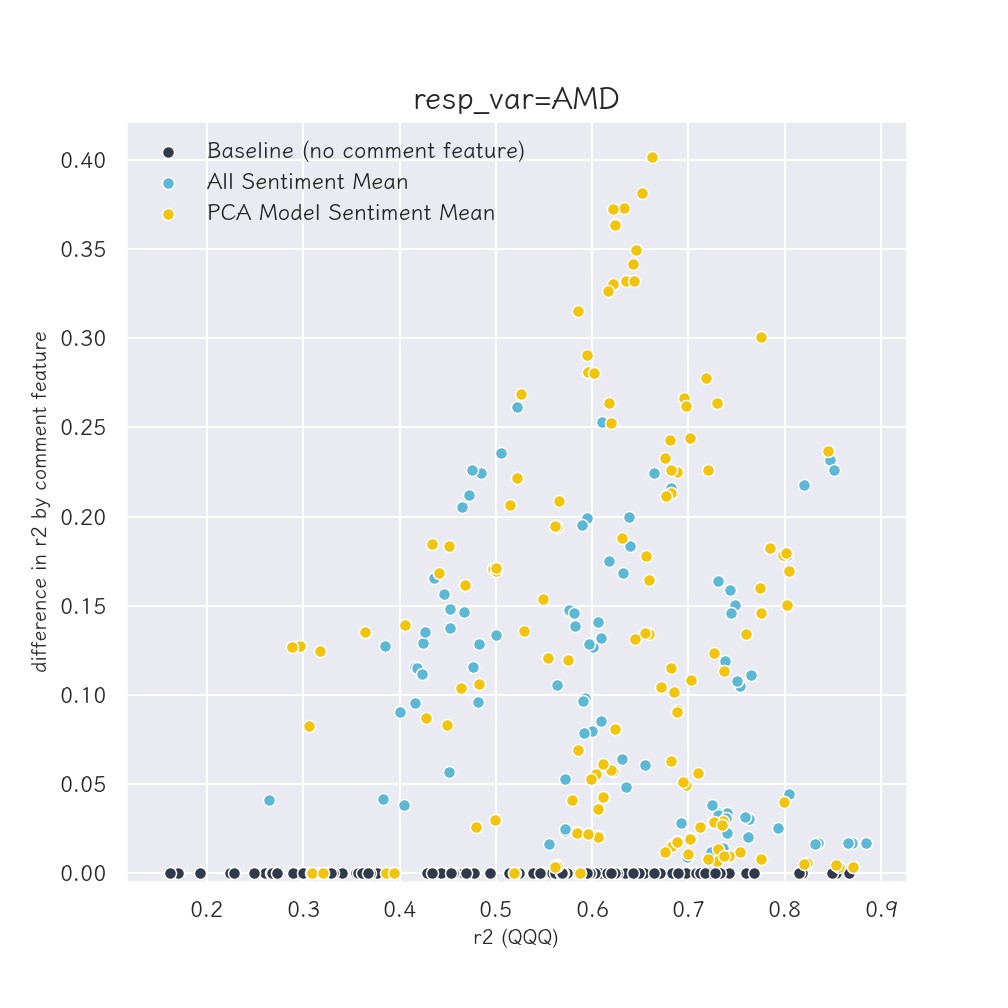 resp_var=AMD
Baseline (no comment feature)
All Sentiment Mean
PCA Model Sentiment Mean
difference in r2 by comment feature
0.40
0.35
0.30
0.25
0.20
0.15
0.10
0.05
0.00
0.2 0.3 0.4 0.5 0.6 0.7 0.8 0.9
r2 (QQQ)